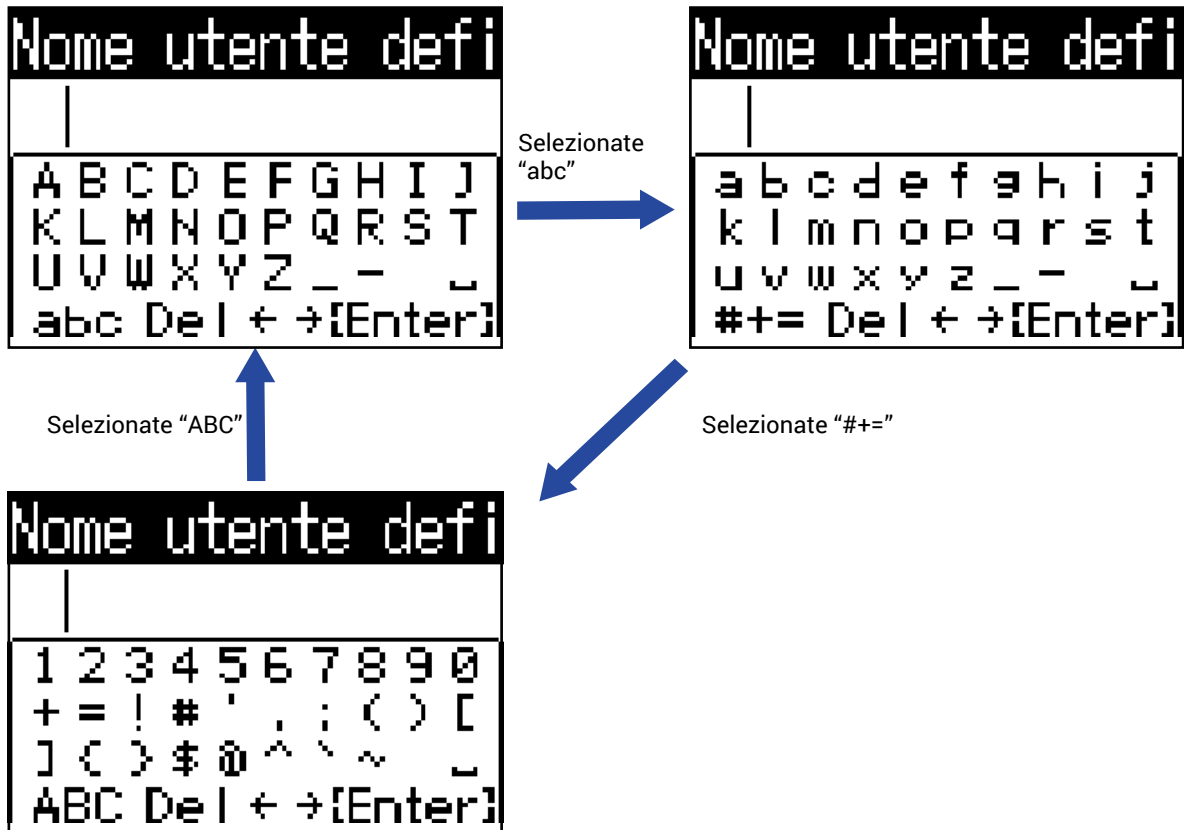 Nome utente defi
A B C D E F G H I J
K L M N O P Q R S T
U V W X Y Z _ - ␣
abc Del ← →[Enter]
Selezionate
“abc”
Nome utente defi
a b c d e f g h i j
k l m n o p q r s t
u v w x y z _ - ␣
#+= Del ← →[Enter]
Selezionate “ABC”
Selezionate “#+=”
Nome utente defi
1 2 3 4 5 6 7 8 9 0
+ = ! # ' , ; ( ) [
] { } $ @ ^ ` ~ ␣
ABC Del ← →[Enter]